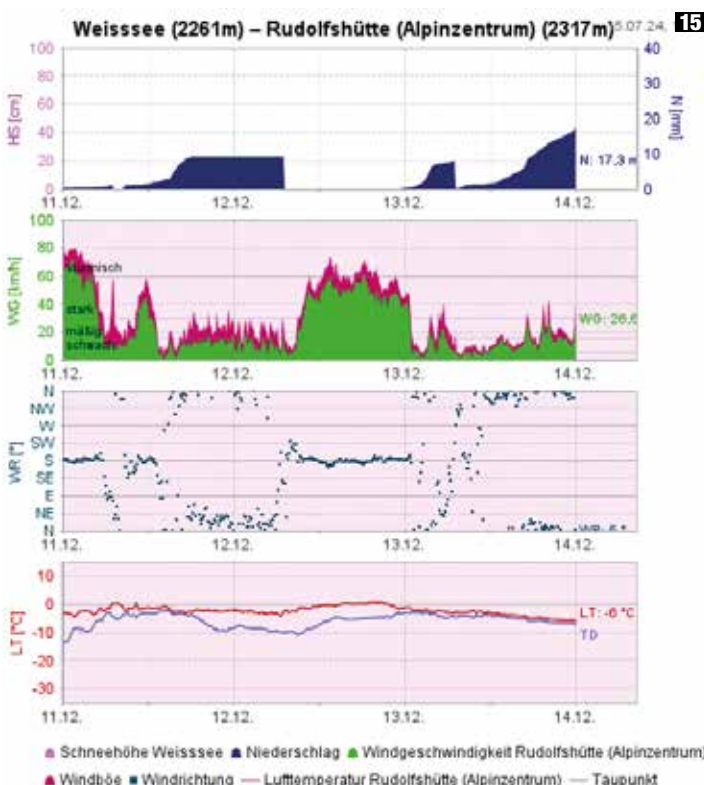 Weisssee (2261m) – Rudolfshütte (Alpinzentrum) (2317m)
5.07.24,
15
HS [cm]
100
80
60
40
20
0
N [mm]
40
30
20
10
0
N: 17.3 m
11.12. 12.12. 13.12. 14.12.
WG [km/h]
100
80
60
40
20
0
stürmisch
stark
mäßig
schwach
WG: 26.6
11.12. 12.12. 13.12. 14.12.
WR [°]
N
NW
W
SW
S
SE
E
NE
N
11.12. 12.12. 13.12. 14.12.
LT [°C]
10
0
-10
-20
-30
LT: -6 °C
TD
11.12. 12.12. 13.12. 14.12.
Schneehöhe Weisssee Niederschlag Windgeschwindigkeit Rudolfshütte (Alpinzentrum)
Windböe Windrichtung Lufttemperatur Rudolfshütte (Alpinzentrum) Taupunkt